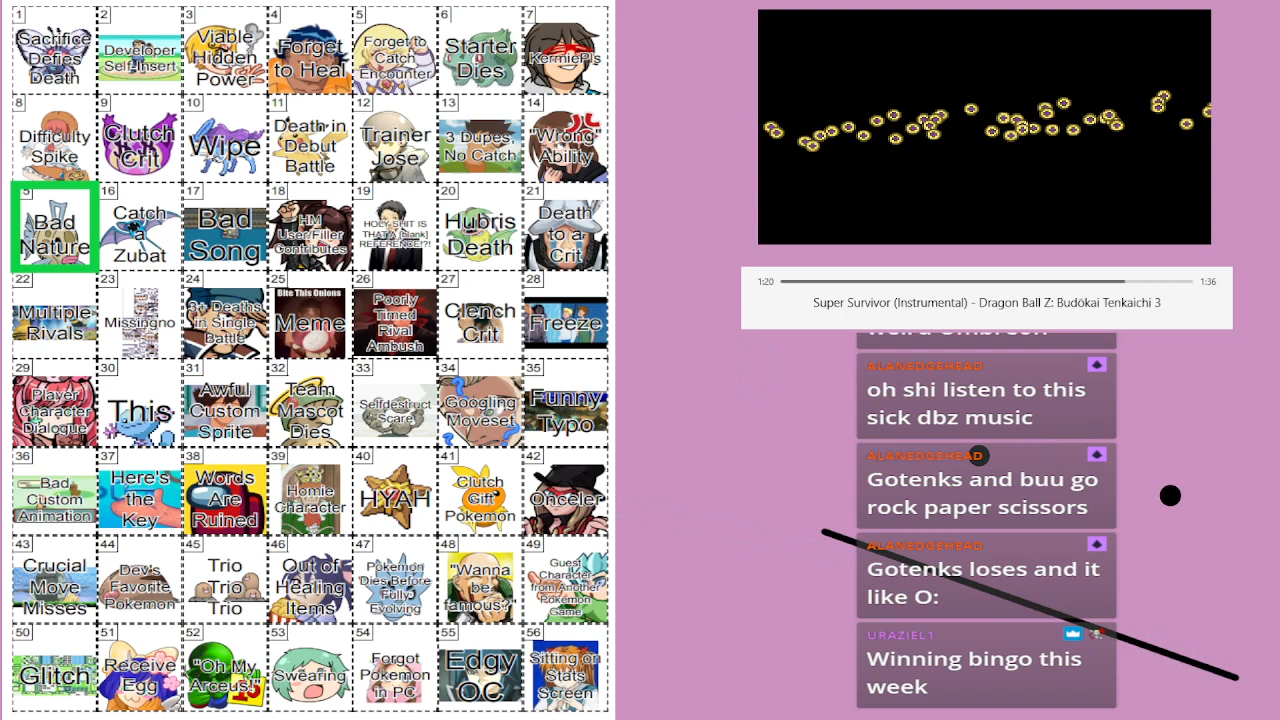 1
Sacrifice
Defies
Death
2
Developer
Self-Insert
3
Viable
Hidden
Power
4
Forget
to Heal
5
Forget to
Catch
Encounter
6
Starter
Dies
7
KermiePls
8
Difficulty
Spike
9
Clutch
Crit
10
Wipe
11
Death in
Debut
Battle
12
Trainer
Jose
13
3 Dupes,
No Catch
14
"Wrong"
Ability
5
Bad
Nature
16
Catch
a
Zubat
17
Bad
Song
18
HM
User/Filler
Contributes
19
HOLY SHIT IS
THAT A [blank]
REFERENCE!?!
20
Hubris
Death
21
Death
to a
Crit
22
Multiple
Rivals
23
Missingno
24
3+ Deaths
in Single
Battle
25
Bite This Onions
Meme
26
Poorly
Timed
Rival
Ambush
27
Clench
Crit
28
Freeze
29
Player
Character
Dialogue
30
This
31
Awful
Custom
Sprite
32
Team
Mascot
Dies
33
Selfdestruct
Scare
34
Googling
Moveset
35
Funny
Typo
36
Bad
Custom
Animation
37
Here's
the
Key
38
Words
Are
Ruined
39
Homie
Character
40
HYAH
41
Clutch
Gift
Pokemon
42
Onceler
43
Crucial
Move
Misses
44
Dev's
Favorite
Pokemon
45
Trio
Trio
Trio
46
Out of
Healing
Items
47
Pokemon
Dies Before
Fully
Evolving
48
"Wanna
be
famous?"
49
Guest
Character
from Another
Pokemon
Game
50
Glitch
51
Receive
Egg
52
"Oh My
Arceus!"
53
Swearing
54
Forgot
Pokemon
in PC
55
Edgy
OC
56
Sitting on
Stats
Screen
1:20 1:36
Super Survivor (Instrumental) - Dragon Ball Z: Budōkai Tenkaichi 3
ALANEDGEHEAD
oh shi listen to this
sick dbz music
ALANEDGEHEAD
Gotenks and buu go
rock paper scissors
ALANEDGEHEAD
Gotenks loses and it
like O:
URAZIEL1
Winning bingo this
week